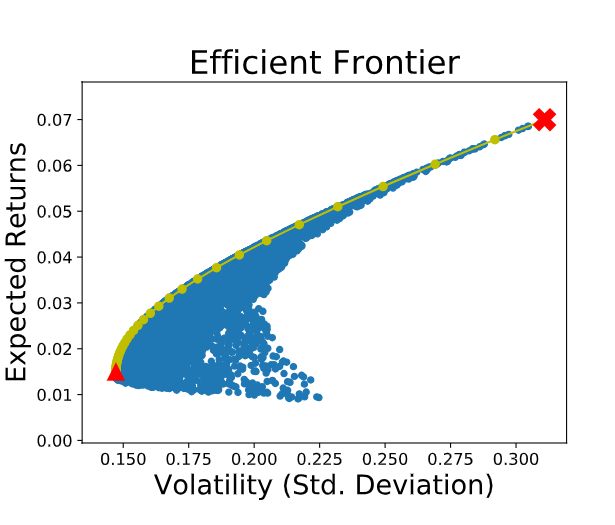 Efficient Frontier
Expected Returns
0.07
0.06
0.05
0.04
0.03
0.02
0.01
0.00
0.150 0.175 0.200 0.225 0.250 0.275 0.300
Volatility (Std. Deviation)